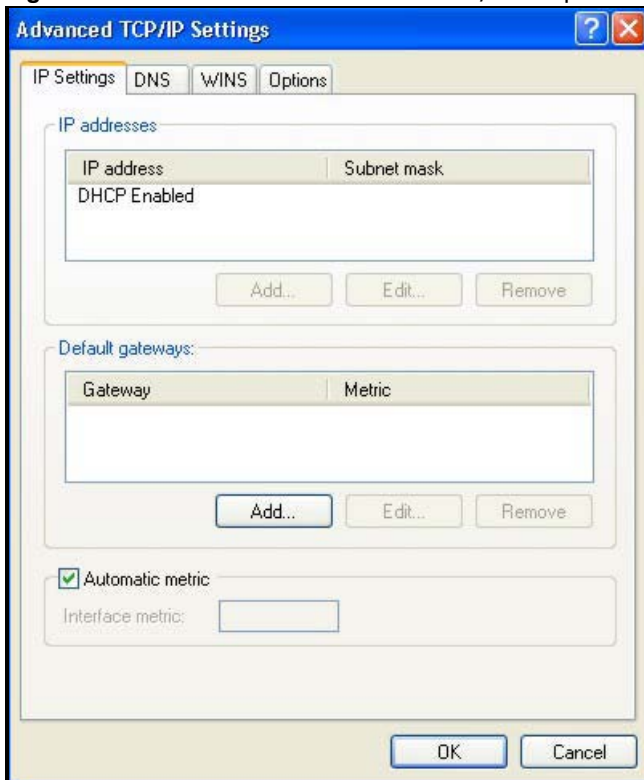 Advanced TCP/IP Settings
IP Settings DNS WINS Options
IP addresses
IP address Subnet mask
DHCP Enabled
Add... Edit... Remove
Default gateways:
Gateway Metric
Add... Edit... Remove
Automatic metric
Interface metric:
OK Cancel